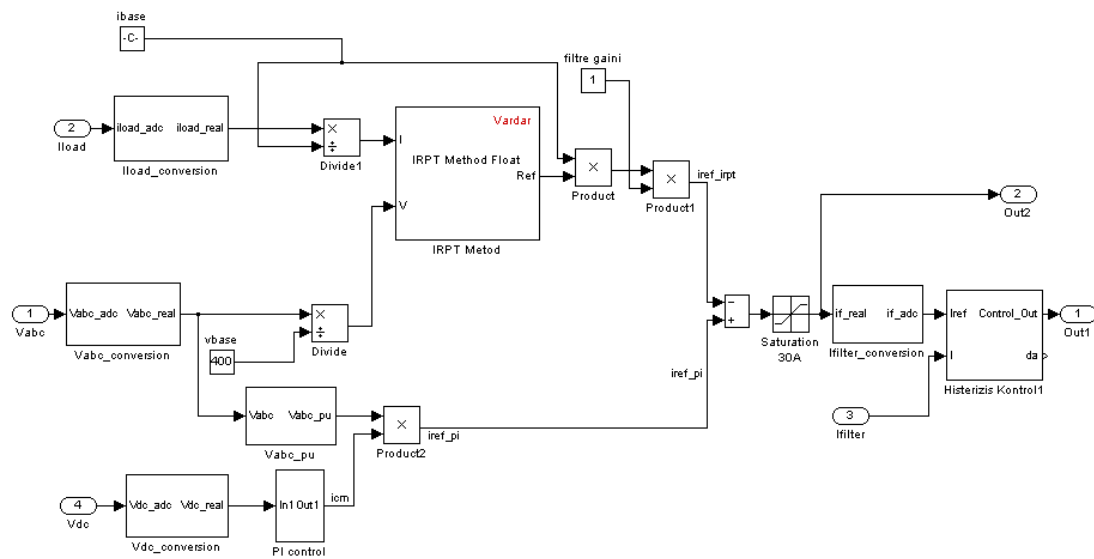 ibase
-C-
filtre gaini
1
2
Iload
iload_adc iload_real
Iload_conversion
×
÷
Divide1
Vardar
I
IRPT Method Float
Ref
V
IRPT Metod
×
Product
×
Product1
iref_irpt
2
Out2
1
Vabc
Vabc_adc Vabc_real
Vabc_conversion
×
÷
Divide
vbase
400
−
+
Saturation
30A
if_real if_adc
Ifilter_conversion
Iref Control_Out
I
da
Histerizis Kontrol1
1
Out1
3
Ifilter
iref_pi
Vabc Vabc_pu
Vabc_pu
×
Product2
iref_pi
4
Vdc
Vdc_adc Vdc_real
Vdc_conversion
In1 Out1
PI control
icm